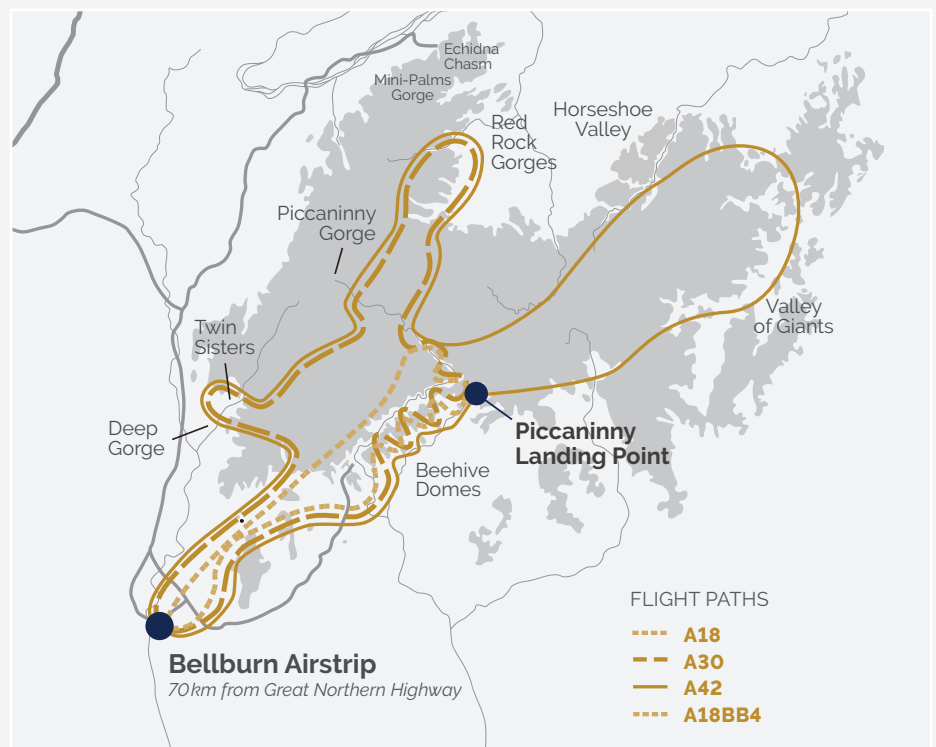 Echidna
Chasm
Mini-Palms
Gorge
Red
Rock
Gorges
Horseshoe
Valley
Piccaninny
Gorge
Twin
Sisters
Valley
of Giants
Deep
Gorge
Piccaninny
Landing Point
Beehive
Domes
Bellburn Airstrip
70km from Great Northern Highway
FLIGHT PATHS
A18
A30
A42
A18BB4